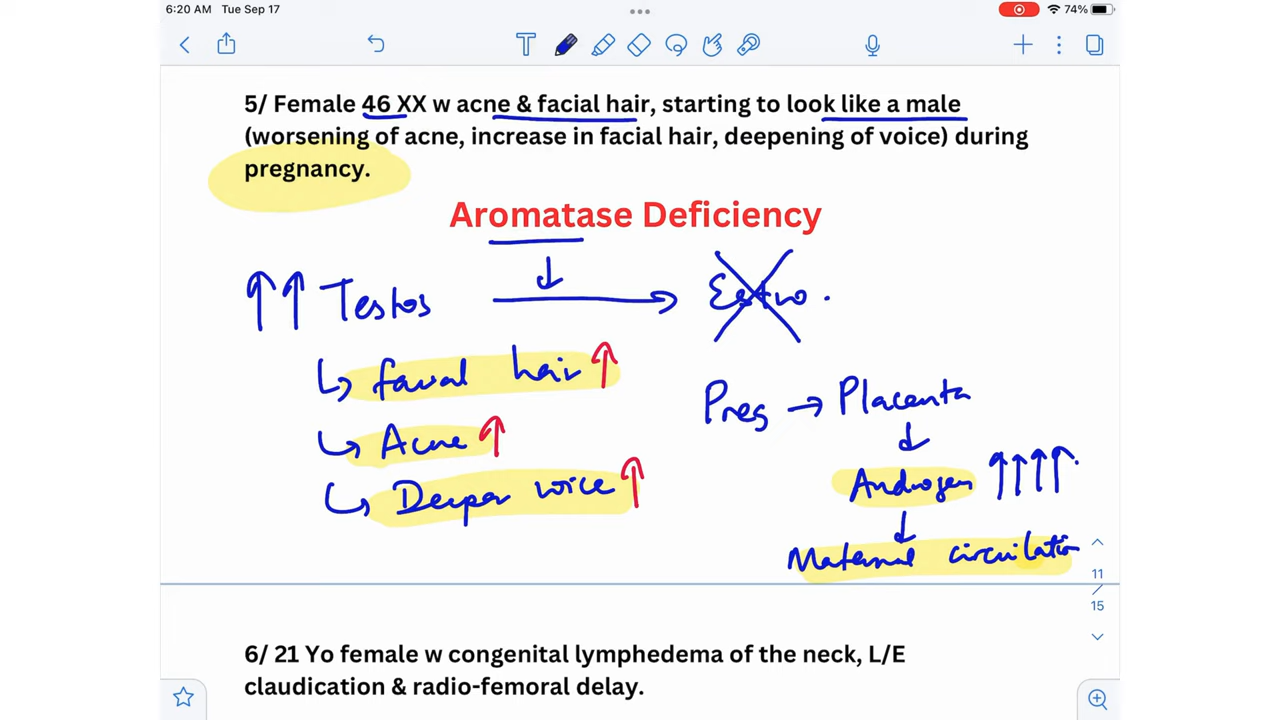 6:20 AM Tue Sep 17
74%
5/ Female 46 XX w acne & facial hair, starting to look like a male
(worsening of acne, increase in facial hair, deepening of voice) during
pregnancy.
Aromatase Deficiency
↑↑ Testos → Estro.
↳ facial hair ↑
Preg → Placenta
↓
↳ Acne ↑
Androgen ↑↑↑↑
↳ Deeper voice ↑
↓
Maternal circulation
11
/
15
6/ 21 Yo female w congenital lymphedema of the neck, L/E
claudication & radio-femoral delay.